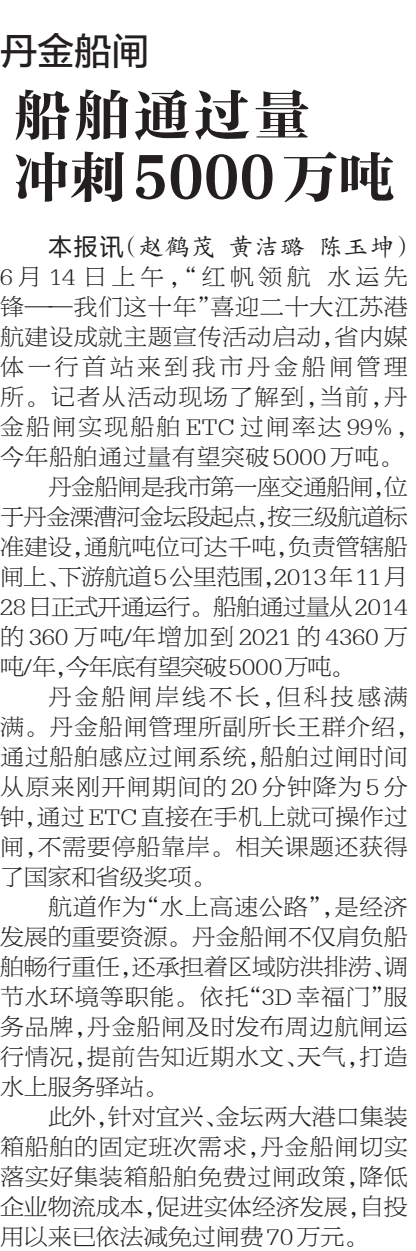 丹金船闸
船舶通过量
冲刺5000万吨
本报讯(赵鹤茂 黄洁璐 陈玉坤)
6月14日上午，“红帆领航 水运先
锋——我们这十年”喜迎二十大江苏港
航建设成就主题宣传活动启动，省内媒
体一行首站来到我市丹金船闸管理
所。记者从活动现场了解到，当前，丹
金船闸实现船舶ETC过闸率达99%，
今年船舶通过量有望突破5000万吨。
丹金船闸是我市第一座交通船闸，位
于丹金溧漕河金坛段起点，按三级航道标
准建设，通航吨位可达千吨，负责管辖船
闸上、下游航道5公里范围，2013年11月
28日正式开通运行。船舶通过量从2014
的360万吨/年增加到2021的4360万
吨/年，今年底有望突破5000万吨。
丹金船闸岸线不长，但科技感满
满。丹金船闸管理所副所长王群介绍，
通过船舶感应过闸系统，船舶过闸时间
从原来刚开闸期间的20分钟降为5分
钟，通过ETC直接在手机上就可操作过
闸，不需要停船靠岸。相关课题还获得
了国家和省级奖项。
航道作为“水上高速公路”，是经济
发展的重要资源。丹金船闸不仅肩负船
舶畅行重任，还承担着区域防洪排涝、调
节水环境等职能。依托“3D幸福门”服
务品牌，丹金船闸及时发布周边航闸运
行情况，提前告知近期水文、天气，打造
水上服务驿站。
此外，针对宜兴、金坛两大港口集装
箱船舶的固定班次需求，丹金船闸切实
落实好集装箱船舶免费过闸政策，降低
企业物流成本，促进实体经济发展，自投
用以来已依法减免过闸费70万元。